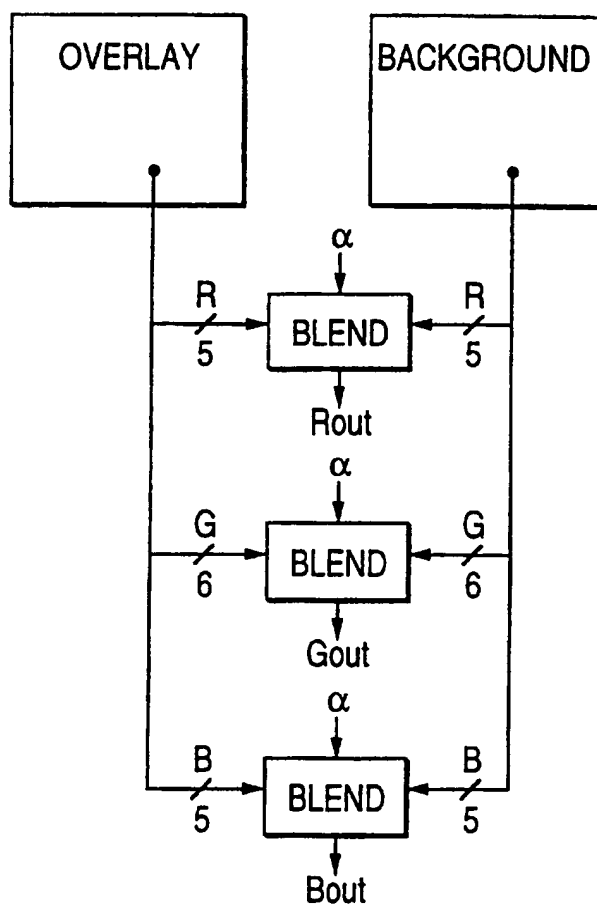 OVERLAY BACKGROUND
α
R R
BLEND
5 5
Rout
α
G G
BLEND
6 6
Gout
α
B B
BLEND
5 5
Bout